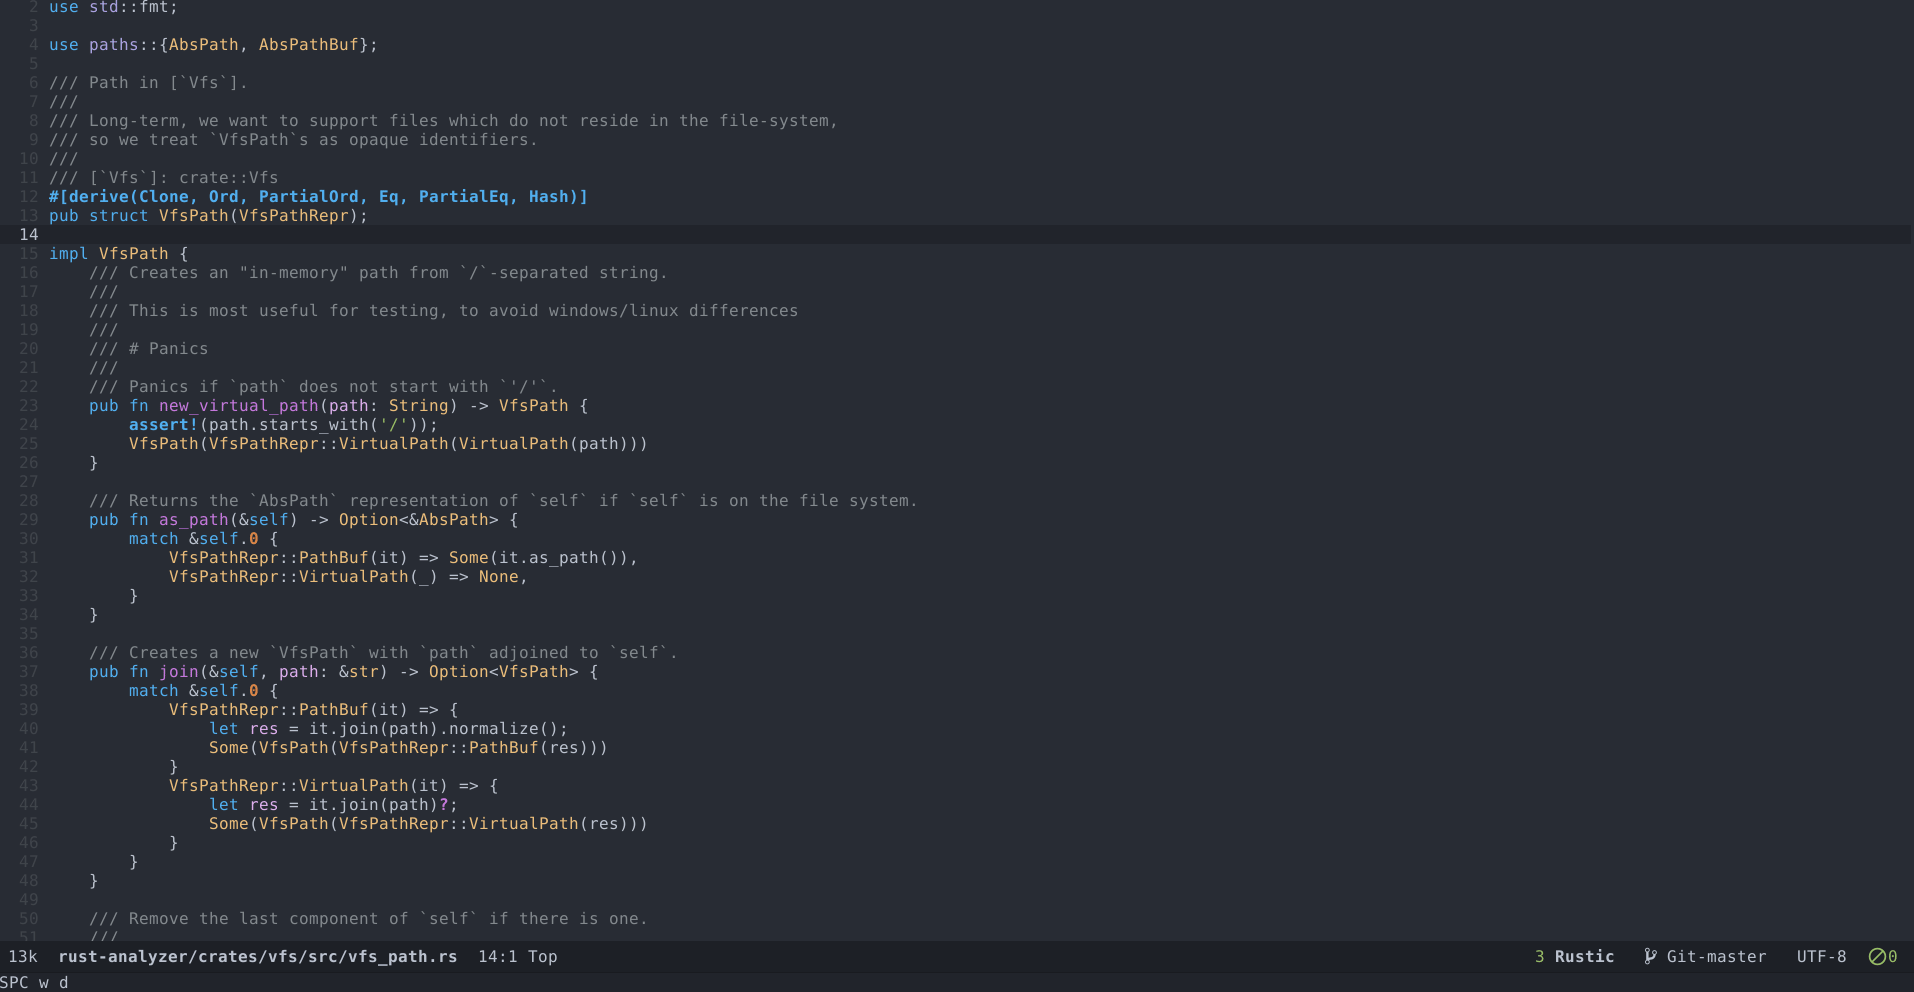 2 use std::fmt;
3
4 use paths::{AbsPath, AbsPathBuf};
5
6 /// Path in [`Vfs`].
7 ///
8 /// Long-term, we want to support files which do not reside in the file-system,
9 /// so we treat `VfsPath`s as opaque identifiers.
10 ///
11 /// [`Vfs`]: crate::Vfs
12 #[derive(Clone, Ord, PartialOrd, Eq, PartialEq, Hash)]
13 pub struct VfsPath(VfsPathRepr);
14
15 impl VfsPath {
16     /// Creates an "in-memory" path from `/`-separated string.
17     ///
18     /// This is most useful for testing, to avoid windows/linux differences
19     ///
20     /// # Panics
21     ///
22     /// Panics if `path` does not start with `'/'`.
23     pub fn new_virtual_path(path: String) -> VfsPath {
24         assert!(path.starts_with('/'));
25         VfsPath(VfsPathRepr::VirtualPath(VirtualPath(path)))
26     }
27
28     /// Returns the `AbsPath` representation of `self` if `self` is on the file system.
29     pub fn as_path(&self) -> Option<&AbsPath> {
30         match &self.0 {
31             VfsPathRepr::PathBuf(it) => Some(it.as_path()),
32             VfsPathRepr::VirtualPath(_) => None,
33         }
34     }
35
36     /// Creates a new `VfsPath` with `path` adjoined to `self`.
37     pub fn join(&self, path: &str) -> Option<VfsPath> {
38         match &self.0 {
39             VfsPathRepr::PathBuf(it) => {
40                 let res = it.join(path).normalize();
41                 Some(VfsPath(VfsPathRepr::PathBuf(res)))
42             }
43             VfsPathRepr::VirtualPath(it) => {
44                 let res = it.join(path)?;
45                 Some(VfsPath(VfsPathRepr::VirtualPath(res)))
46             }
47         }
48     }
49
50     /// Remove the last component of `self` if there is one.
51     ///
13k rust-analyzer/crates/vfs/src/vfs_path.rs 14:1 Top 3 Rustic Git-master UTF-8 0
SPC w d